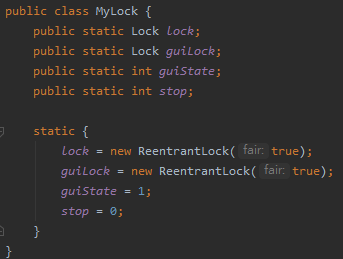 public class MyLock {
    public static Lock lock;
    public static Lock guiLock;
    public static int guiState;
    public static int stop;

    static {
        lock = new ReentrantLock( fair: true);
        guiLock = new ReentrantLock( fair: true);
        guiState = 1;
        stop = 0;
    }
}